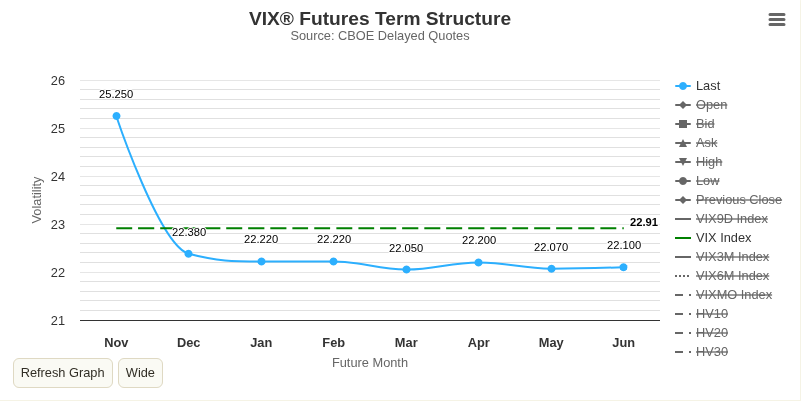 VIX® Futures Term Structure
Source: CBOE Delayed Quotes
Volatility
26
25
24
23
22
21
25.250
22.380
22.220
22.220
22.050
22.200
22.070
22.100
22.91
Nov Dec Jan Feb Mar Apr May Jun
Future Month
Last
Open
Bid
Ask
High
Low
Previous Close
VIX9D Index
VIX Index
VIX3M Index
VIX6M Index
VIXMO Index
HV10
HV20
HV30
Refresh Graph Wide